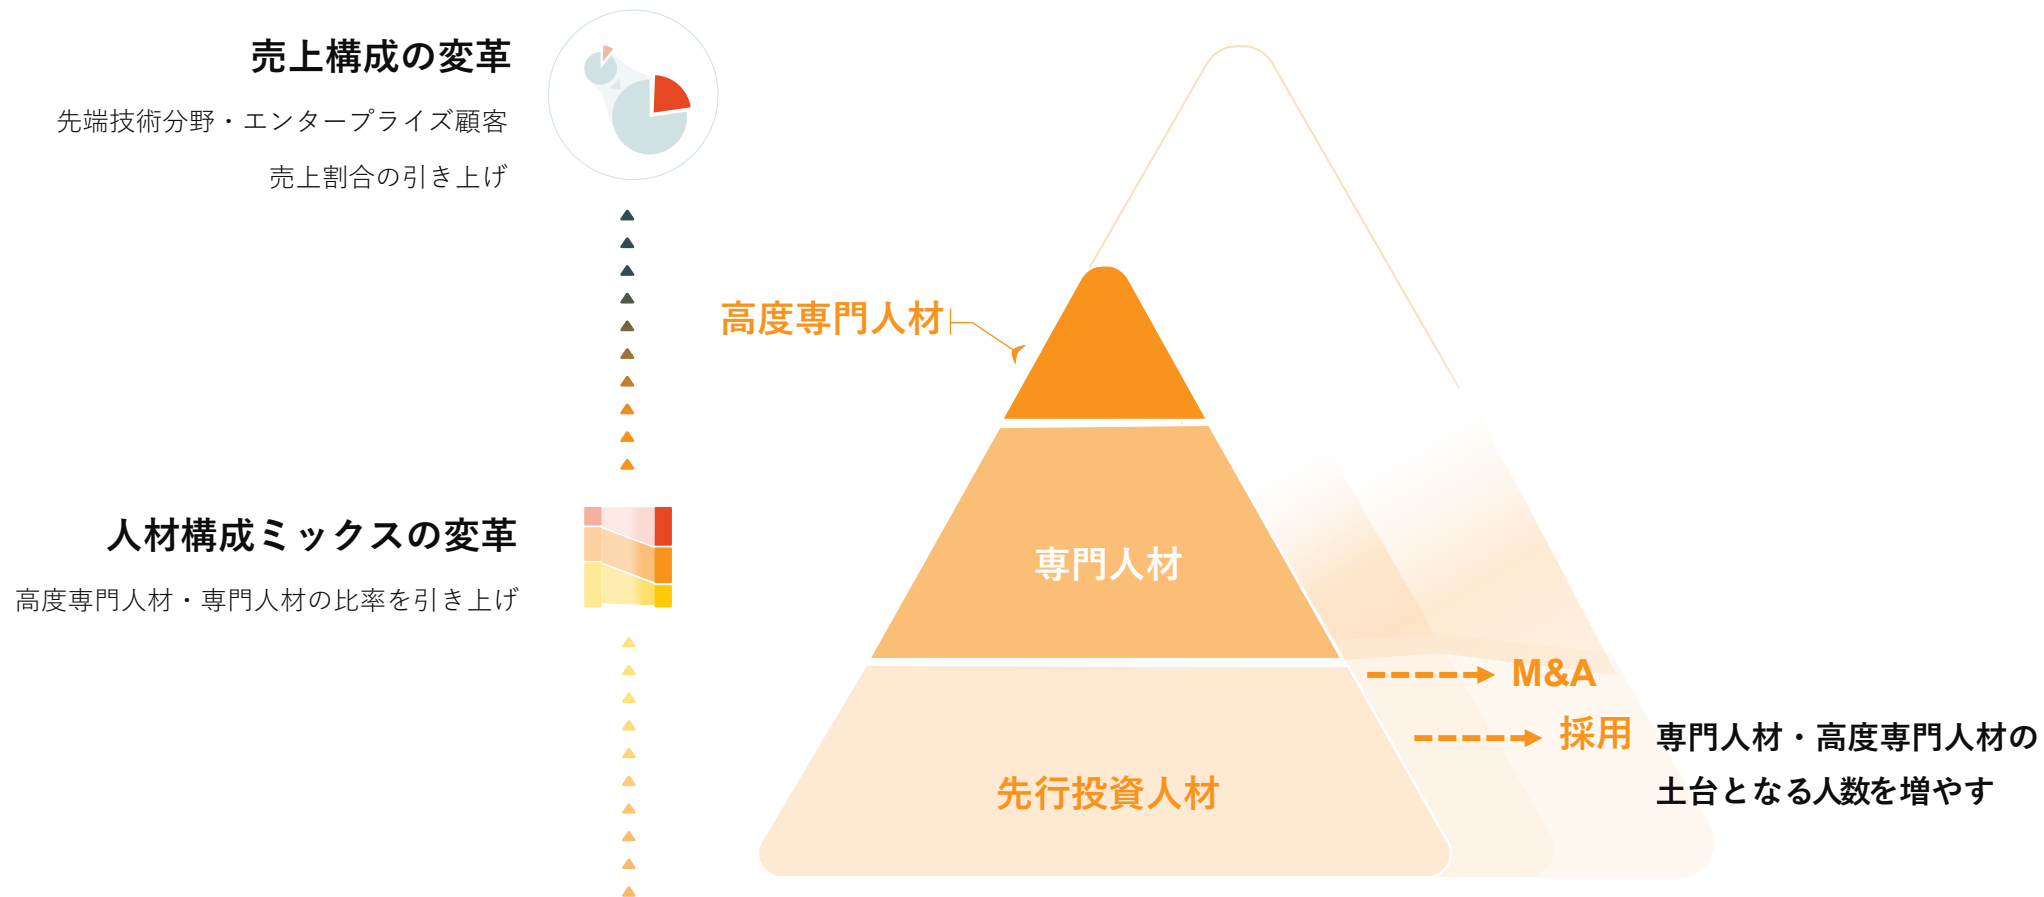 売上構成の変革
先端技術分野・エンタープライズ顧客
売上割合の引き上げ
高度専門人材
人材構成ミックスの変革
高度専門人材・専門人材の比率を引き上げ
専門人材
M&A
採用
専門人材・高度専門人材の
土台となる人数を増やす
先行投資人材